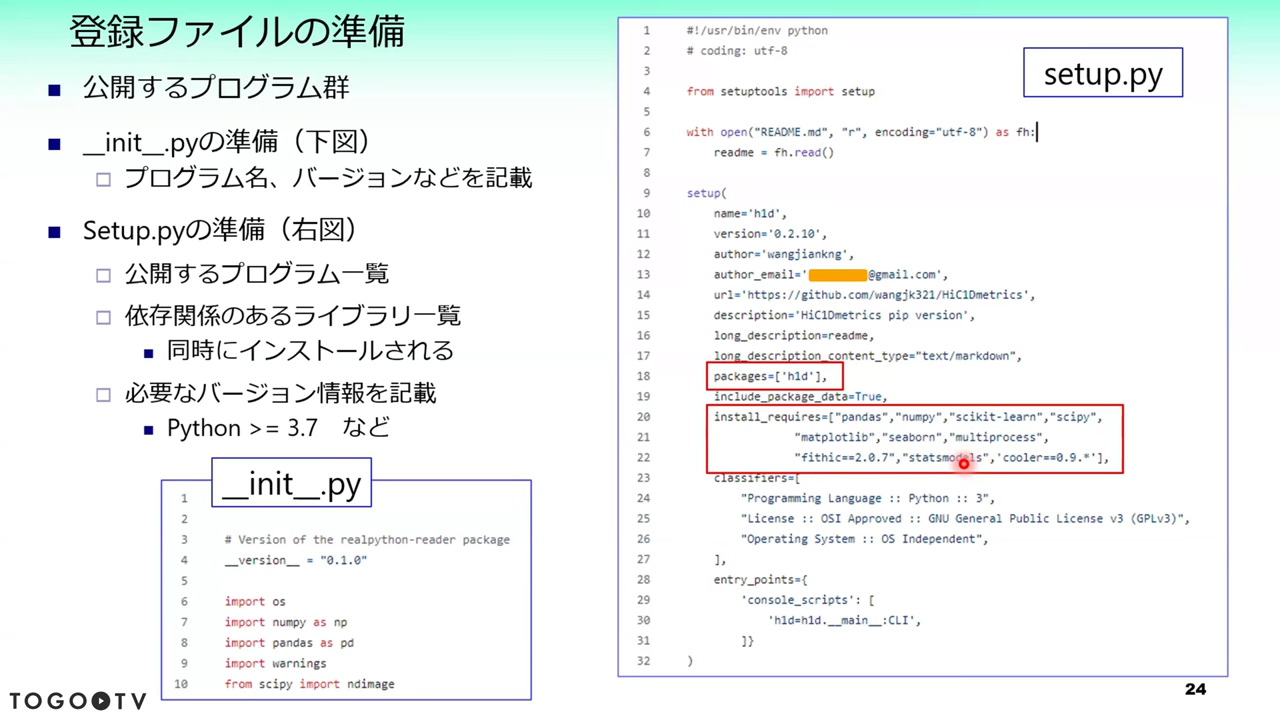 登録ファイルの準備
■ 公開するプログラム群
■ __init__.pyの準備（下図）
□ プログラム名、バージョンなどを記載
■ Setup.pyの準備（右図）
□ 公開するプログラム一覧
□ 依存関係のあるライブラリ一覧
■ 同時にインストールされる
□ 必要なバージョン情報を記載
■ Python >= 3.7　など
__init__.py
1
2
3 # Version of the realpython-reader package
4 __version__ = "0.1.0"
5
6 import os
7 import numpy as np
8 import pandas as pd
9 import warnings
10 from scipy import ndimage
setup.py
1 #!/usr/bin/env python
2 # coding: utf-8
3
4 from setuptools import setup
5
6 with open("README.md", "r", encoding="utf-8") as fh:
7 readme = fh.read()
8
9 setup(
10 name='h1d',
11 version='0.2.10',
12 author='wangjiankng',
13 author_email='@gmail.com',
14 url='https://github.com/wangjk321/HiC1Dmetrics',
15 description='HiC1Dmetrics pip version',
16 long_description=readme,
17 long_description_content_type="text/markdown",
18 packages=['h1d'],
19 include_package_data=True,
20 install_requires=["pandas","numpy","scikit-learn","scipy",
21 "matplotlib","seaborn","multiprocess",
22 "fithic==2.0.7","statsmodels",'cooler==0.9.*'],
23 classifiers=[
24 "Programming Language :: Python :: 3",
25 "License :: OSI Approved :: GNU General Public License v3 (GPLv3)",
26 "Operating System :: OS Independent",
27 ],
28 entry_points={
29 'console_scripts': [
30 'h1d=h1d.__main__:CLI',
31 ]}
32 )
TOGOTV
24